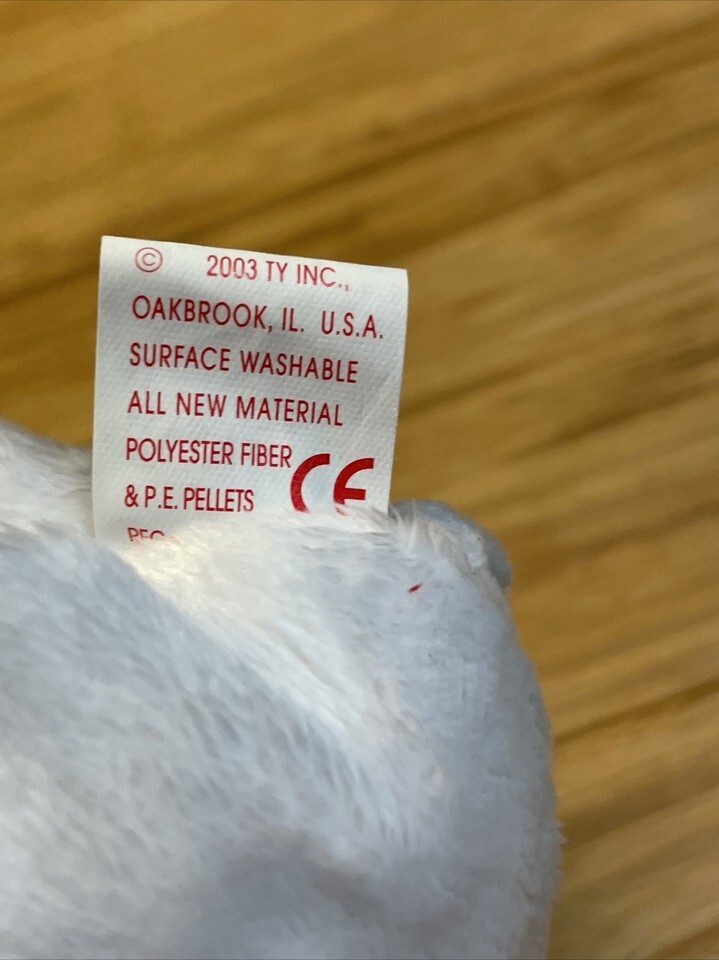 © 2003 TY INC.,
OAKBROOK, IL. U.S.A.
SURFACE WASHABLE
ALL NEW MATERIAL
POLYESTER FIBER
& P.E. PELLETS CE